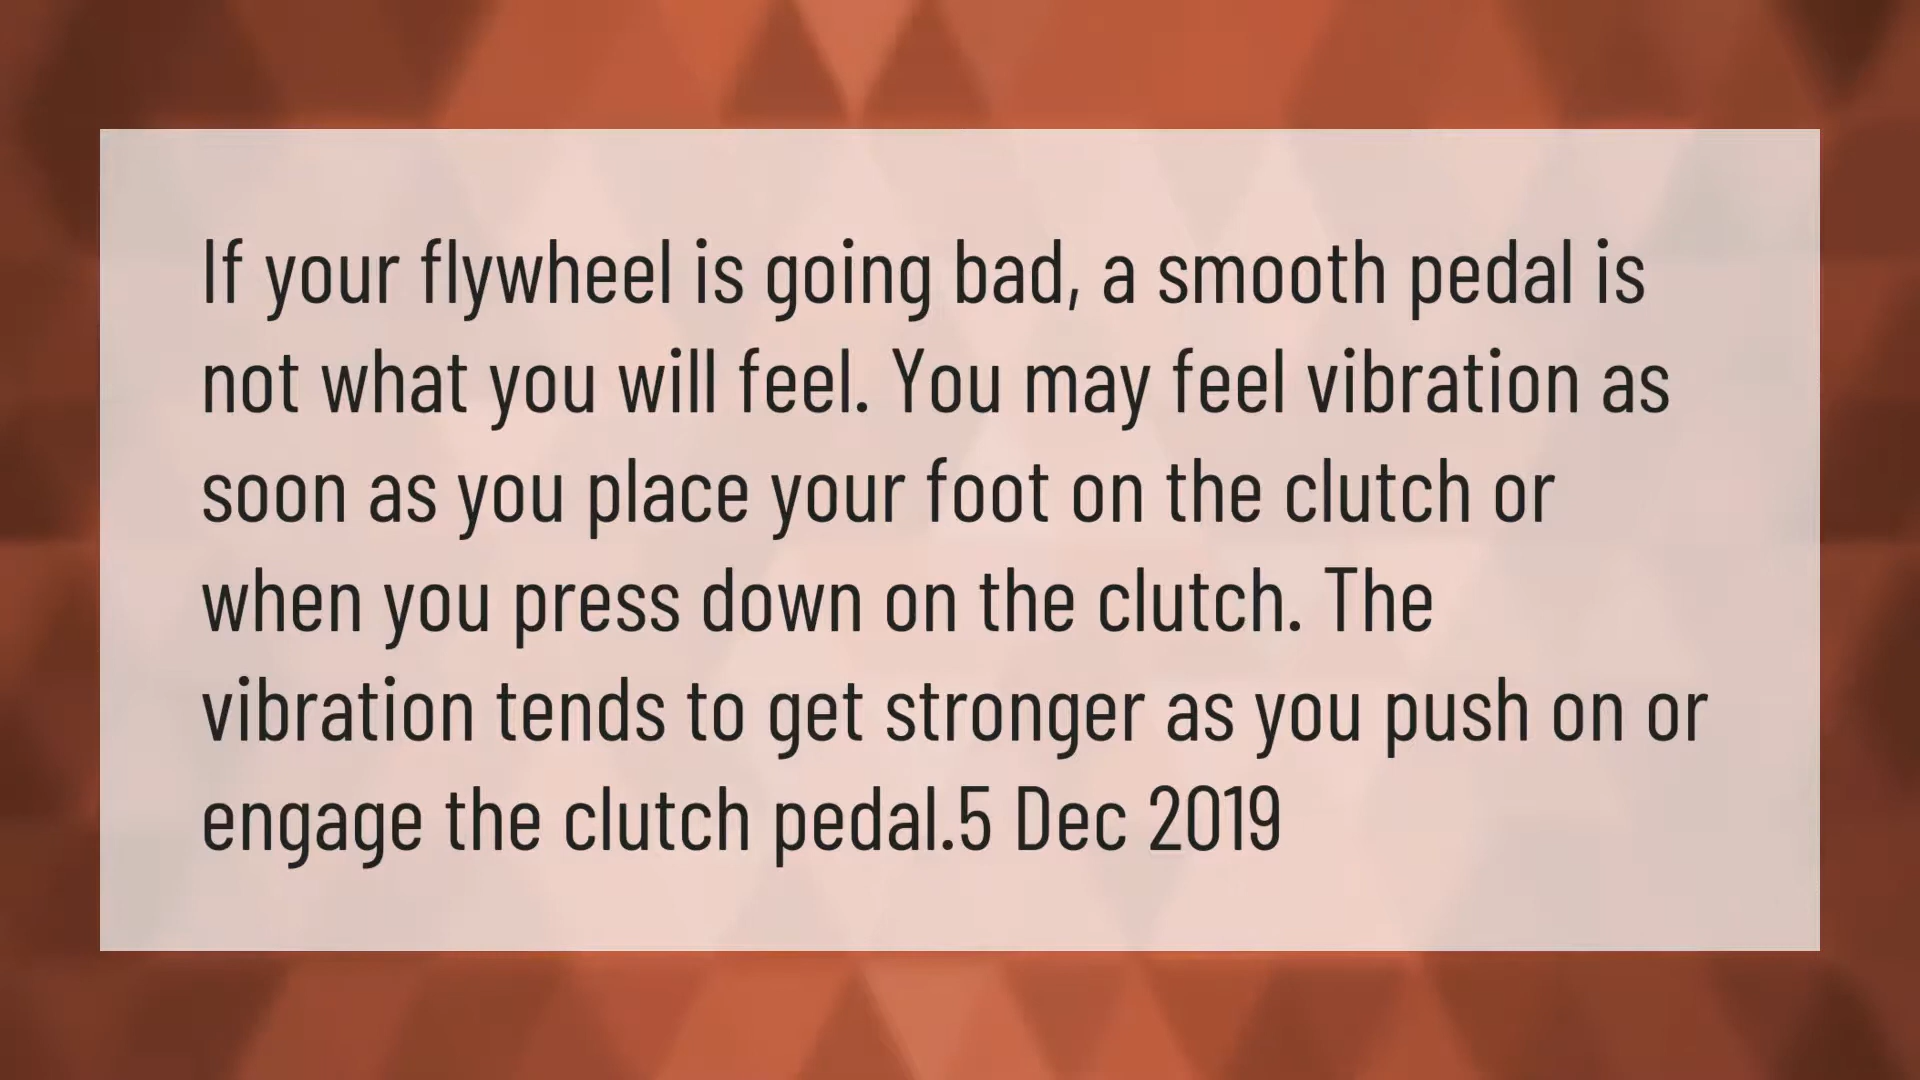 If your flywheel is going bad, a smooth pedal is
not what you will feel. You may feel vibration as
soon as you place your foot on the clutch or
when you press down on the clutch. The
vibration tends to get stronger as you push on or
engage the clutch pedal.5 Dec 2019